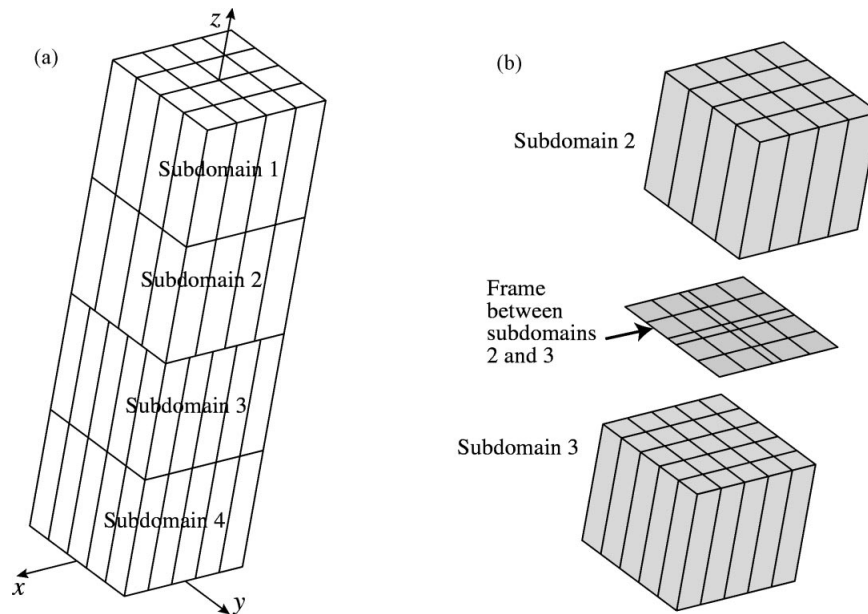 (a)
z
Subdomain 1
Subdomain 2
Subdomain 3
Subdomain 4
x
y
(b)
Subdomain 2
Frame
between
subdomains
2 and 3
Subdomain 3